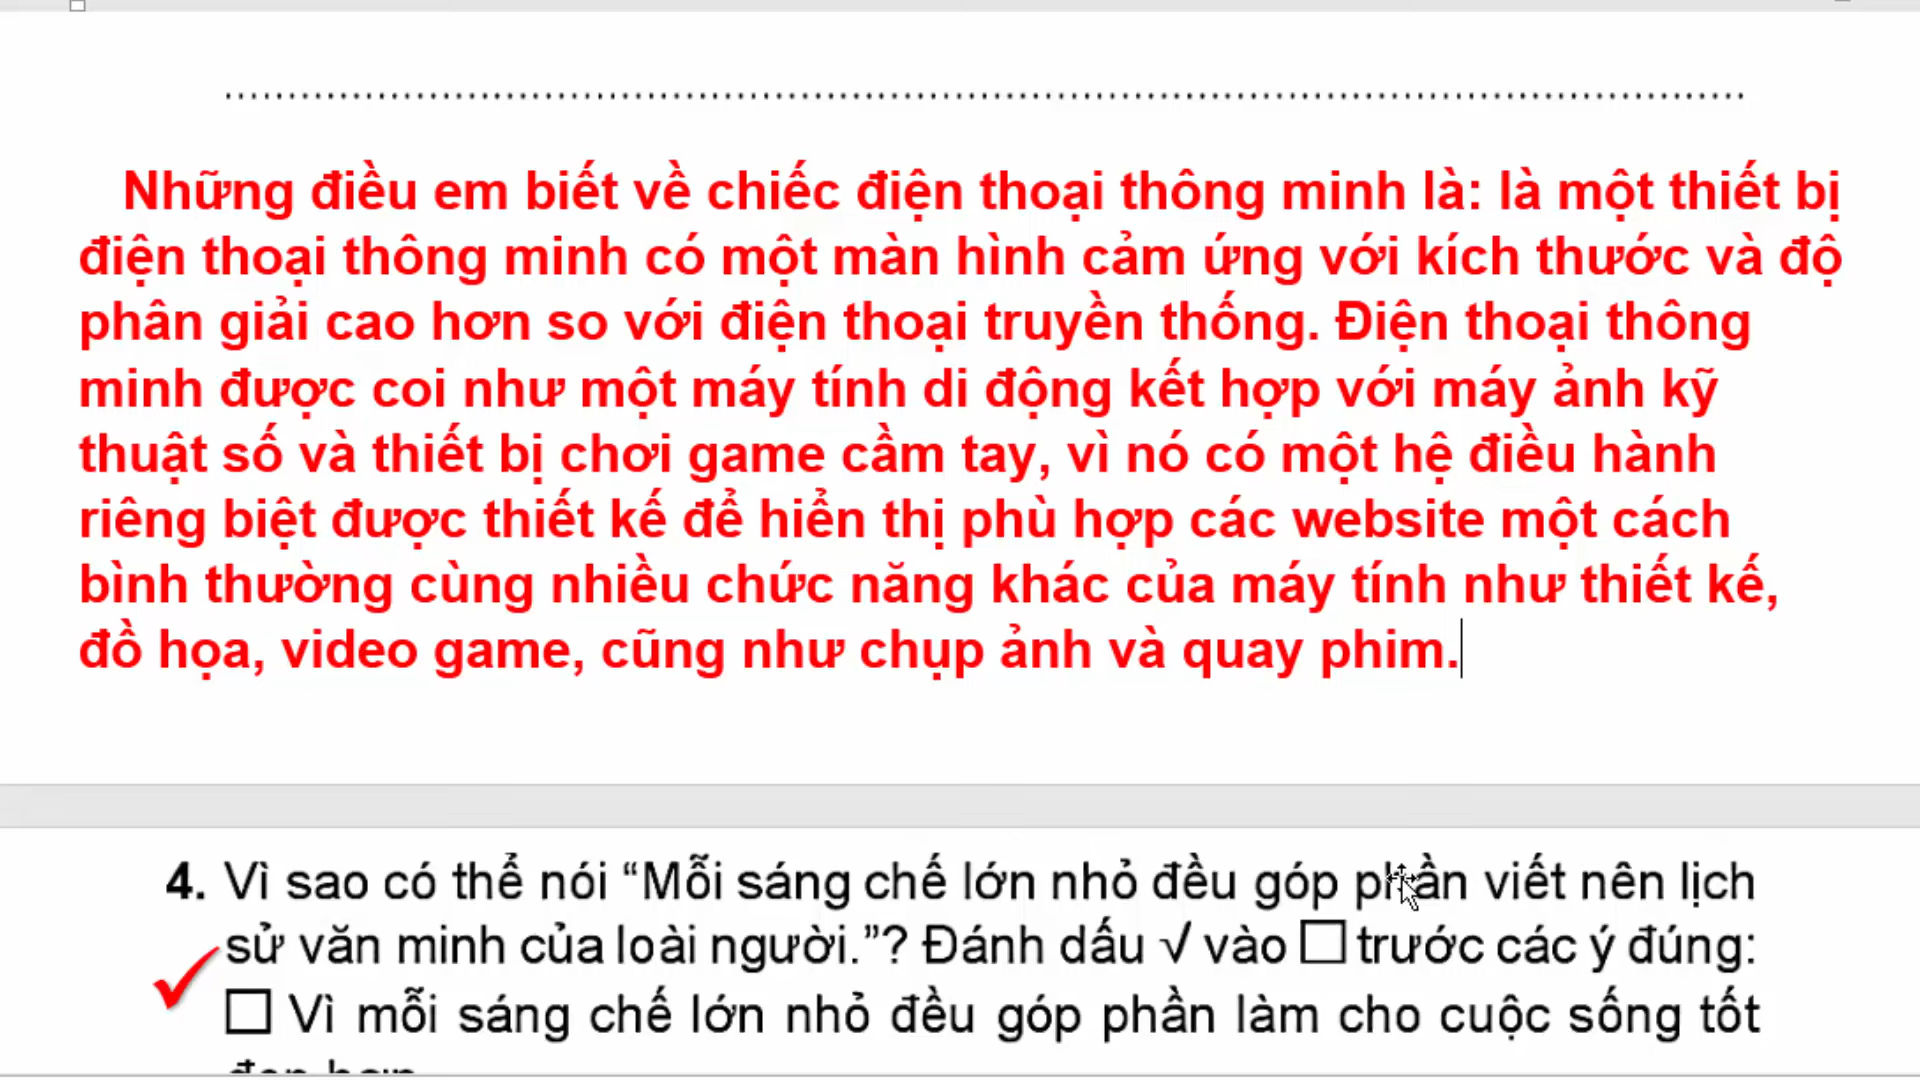 Những điều em biết về chiếc điện thoại thông minh là: là một thiết bị
điện thoại thông minh có một màn hình cảm ứng với kích thước và độ
phân giải cao hơn so với điện thoại truyền thống. Điện thoại thông
minh được coi như một máy tính di động kết hợp với máy ảnh kỹ
thuật số và thiết bị chơi game cầm tay, vì nó có một hệ điều hành
riêng biệt được thiết kế để hiển thị phù hợp các website một cách
bình thường cùng nhiều chức năng khác của máy tính như thiết kế,
đồ họa, video game, cũng như chụp ảnh và quay phim.
4. Vì sao có thể nói “Mỗi sáng chế lớn nhỏ đều góp phần viết nên lịch
sử văn minh của loài người.”? Đánh dấu √ vào □ trước các ý đúng:
□ Vì mỗi sáng chế lớn nhỏ đều góp phần làm cho cuộc sống tốt
đẹp hơn